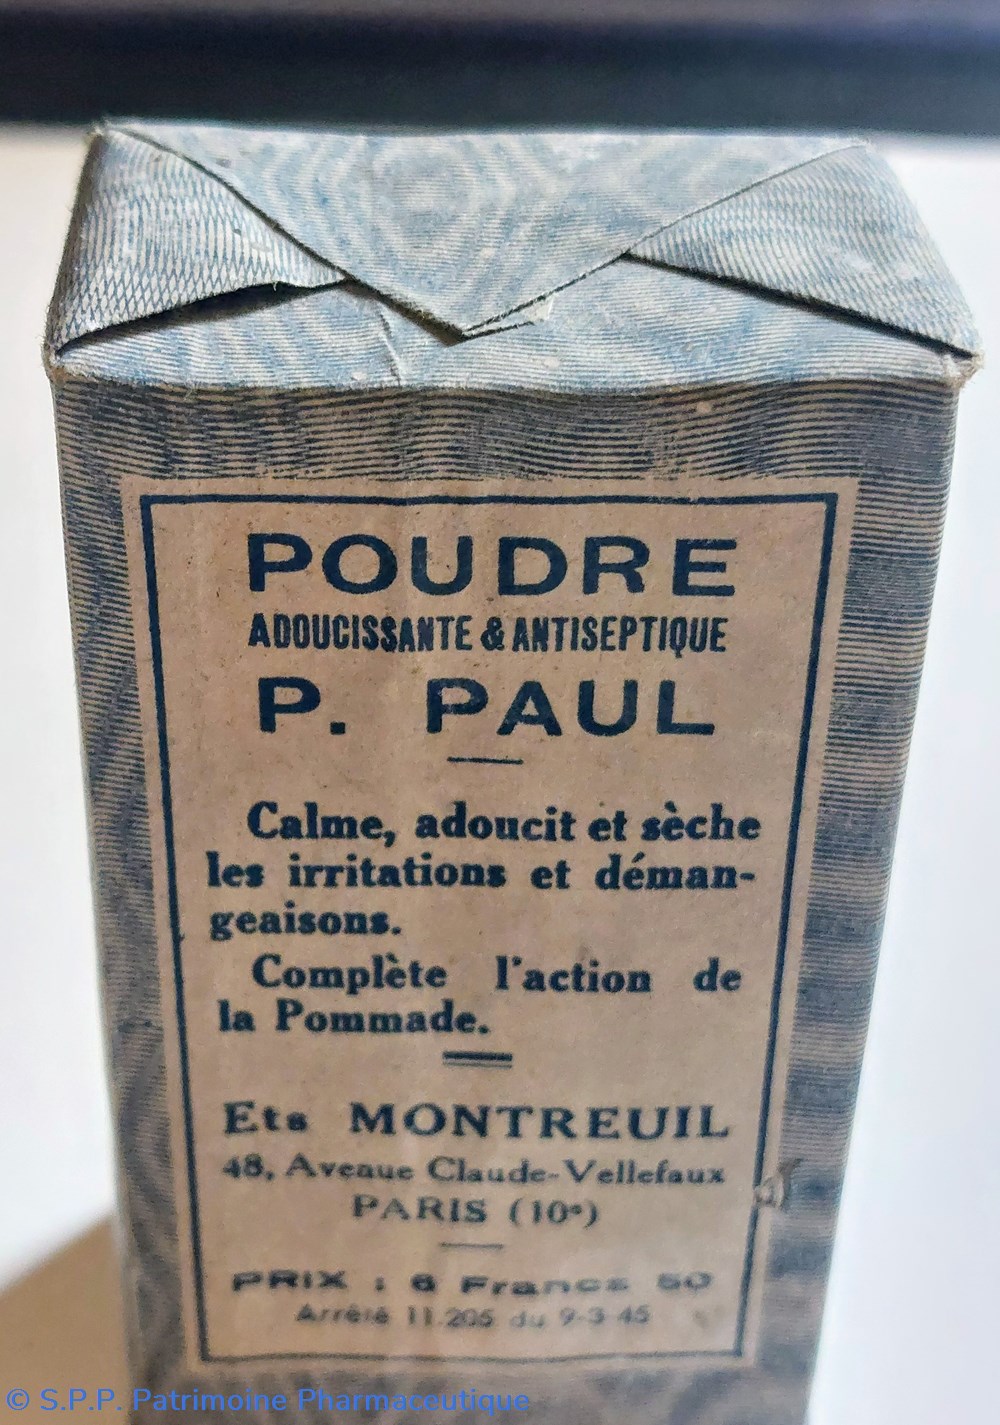 POUDRE
ADOUCISSANTE & ANTISEPTIQUE
P. PAUL
Calme, adoucit et sèche
les irritations et déman-
geaisons.
Complète l'action de
la Pommade.
Ets MONTREUIL
48, Avenue Claude-Vellefaux
PARIS (10e)
PRIX : 6 Francs 50
Arrêté 11.205 du 9-3-45
© S.P.P. Patrimoine Pharmaceutique